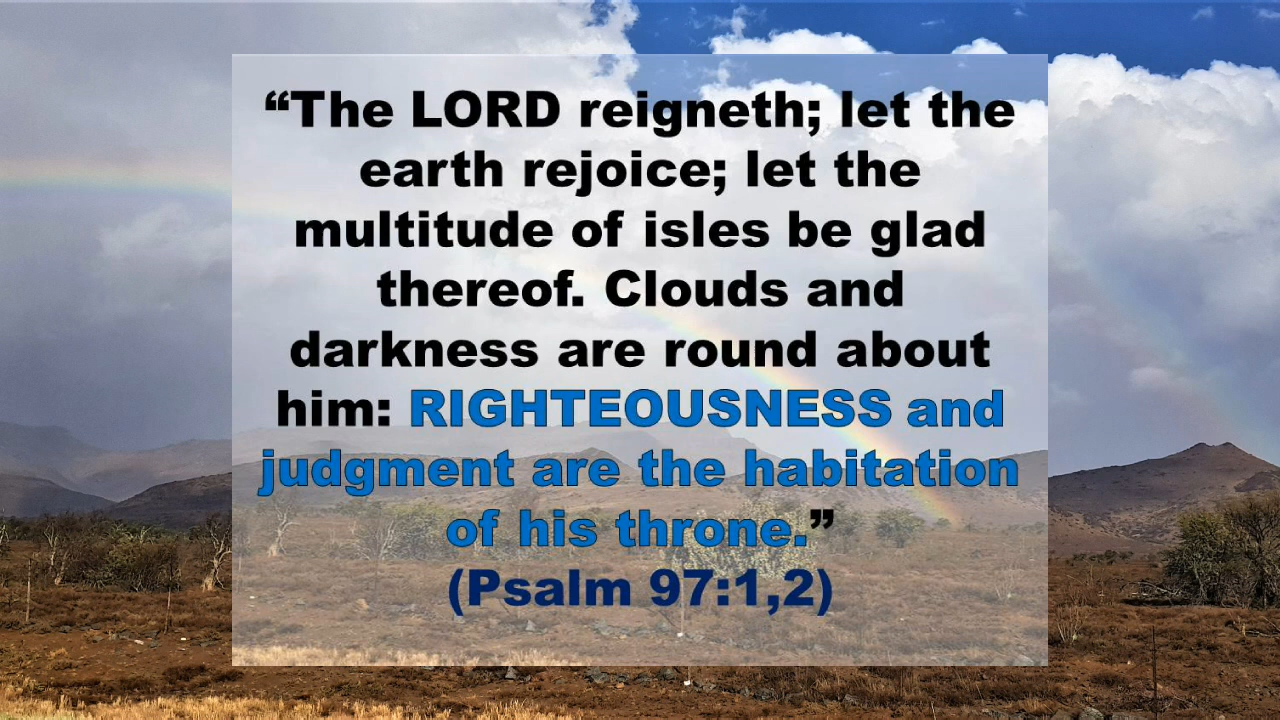 “The LORD reigneth; let the
earth rejoice; let the
multitude of isles be glad
thereof. Clouds and
darkness are round about
him: RIGHTEOUSNESS and
judgment are the habitation
of his throne.”
(Psalm 97:1,2)